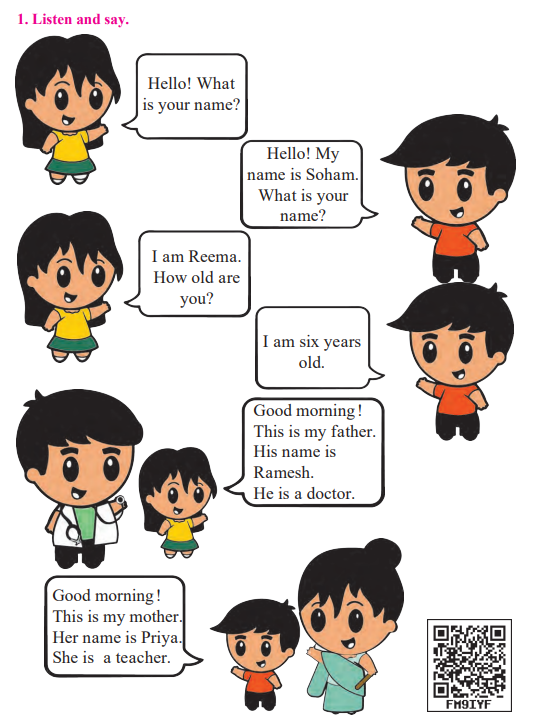 1. Listen and say.
Hello! What
is your name?
Hello! My
name is Soham.
What is your
name?
I am Reema.
How old are
you?
I am six years
old.
Good morning!
This is my father.
His name is
Ramesh.
He is a doctor.
Good morning!
This is my mother.
Her name is Priya.
She is a teacher.
FM9IYF